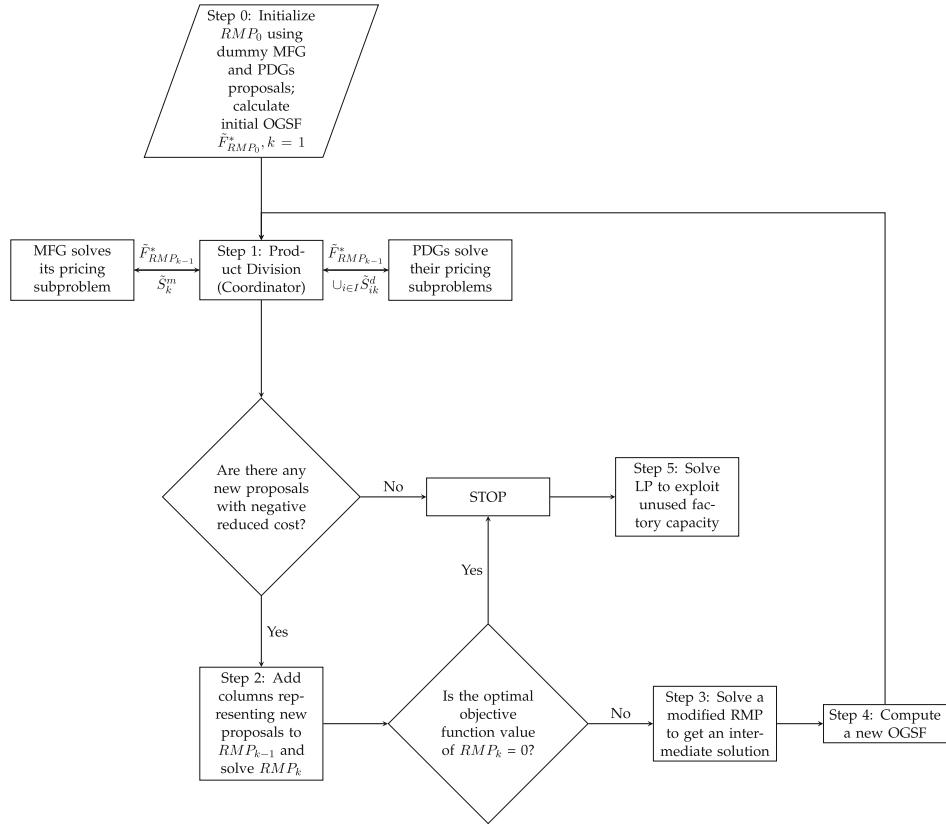 Step 0: Initialize
RMP₀ using
dummy MFG
and PDGs
proposals;
calculate
initial OGSF
F̃*_{RMP₀}, k = 1
MFG solves
its pricing
subproblem
F̃*_{RMP_{k−1}}
S̃ᵐ_k
Step 1: Prod-
uct Division
(Coordinator)
F̃*_{RMP_{k−1}}
∪_{i∈I} S̃ᵈ_{ik}
PDGs solve
their pricing
subproblems
Are there any
new proposals
with negative
reduced cost?
No
STOP
Step 5: Solve
LP to exploit
unused fac-
tory capacity
Yes
Yes
Step 2: Add
columns rep-
resenting new
proposals to
RMP_{k−1} and
solve RMP_k
Is the optimal
objective
function value
of RMP_k = 0?
No
Step 3: Solve a
modified RMP
to get an inter-
mediate solution
Step 4: Compute
a new OGSF